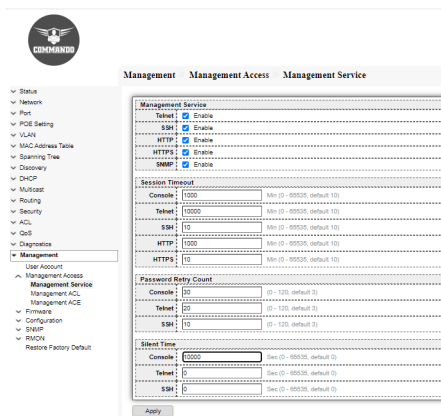 COMMANDO
Management Management Access Management Service
Status
Network
Port
POE Setting
VLAN
MAC Address Table
Spanning Tree
Discovery
DHCP
Multicast
Routing
Security
ACL
QoS
Diagnostics
Management
User Account
Management Access
Management Service
Management ACL
Management ACE
Firmware
Configuration
SNMP
RMON
Restore Factory Default
Management Service
Telnet Enable
SSH Enable
HTTP Enable
HTTPS Enable
SNMP Enable
Session Timeout
Console 1000 Min (0 - 65535, default 10)
Telnet 10000 Min (0 - 65535, default 10)
SSH 10 Min (0 - 65535, default 10)
HTTP 1000 Min (0 - 65535, default 10)
HTTPS 10 Min (0 - 65535, default 10)
Password Retry Count
Console 30 (0 - 120, default 3)
Telnet 20 (0 - 120, default 3)
SSH 10 (0 - 120, default 3)
Silent Time
Console 10000 Sec (0 - 65535, default 0)
Telnet 0 Sec (0 - 65535, default 0)
SSH 0 Sec (0 - 65535, default 0)
Apply